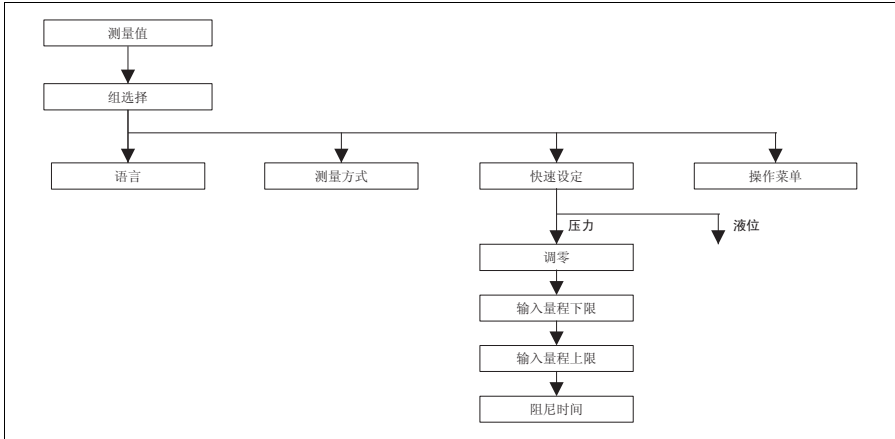 测量值
组选择
语言
测量方式
快速设定
操作菜单
压力
液位
调零
输入量程下限
输入量程上限
阻尼时间